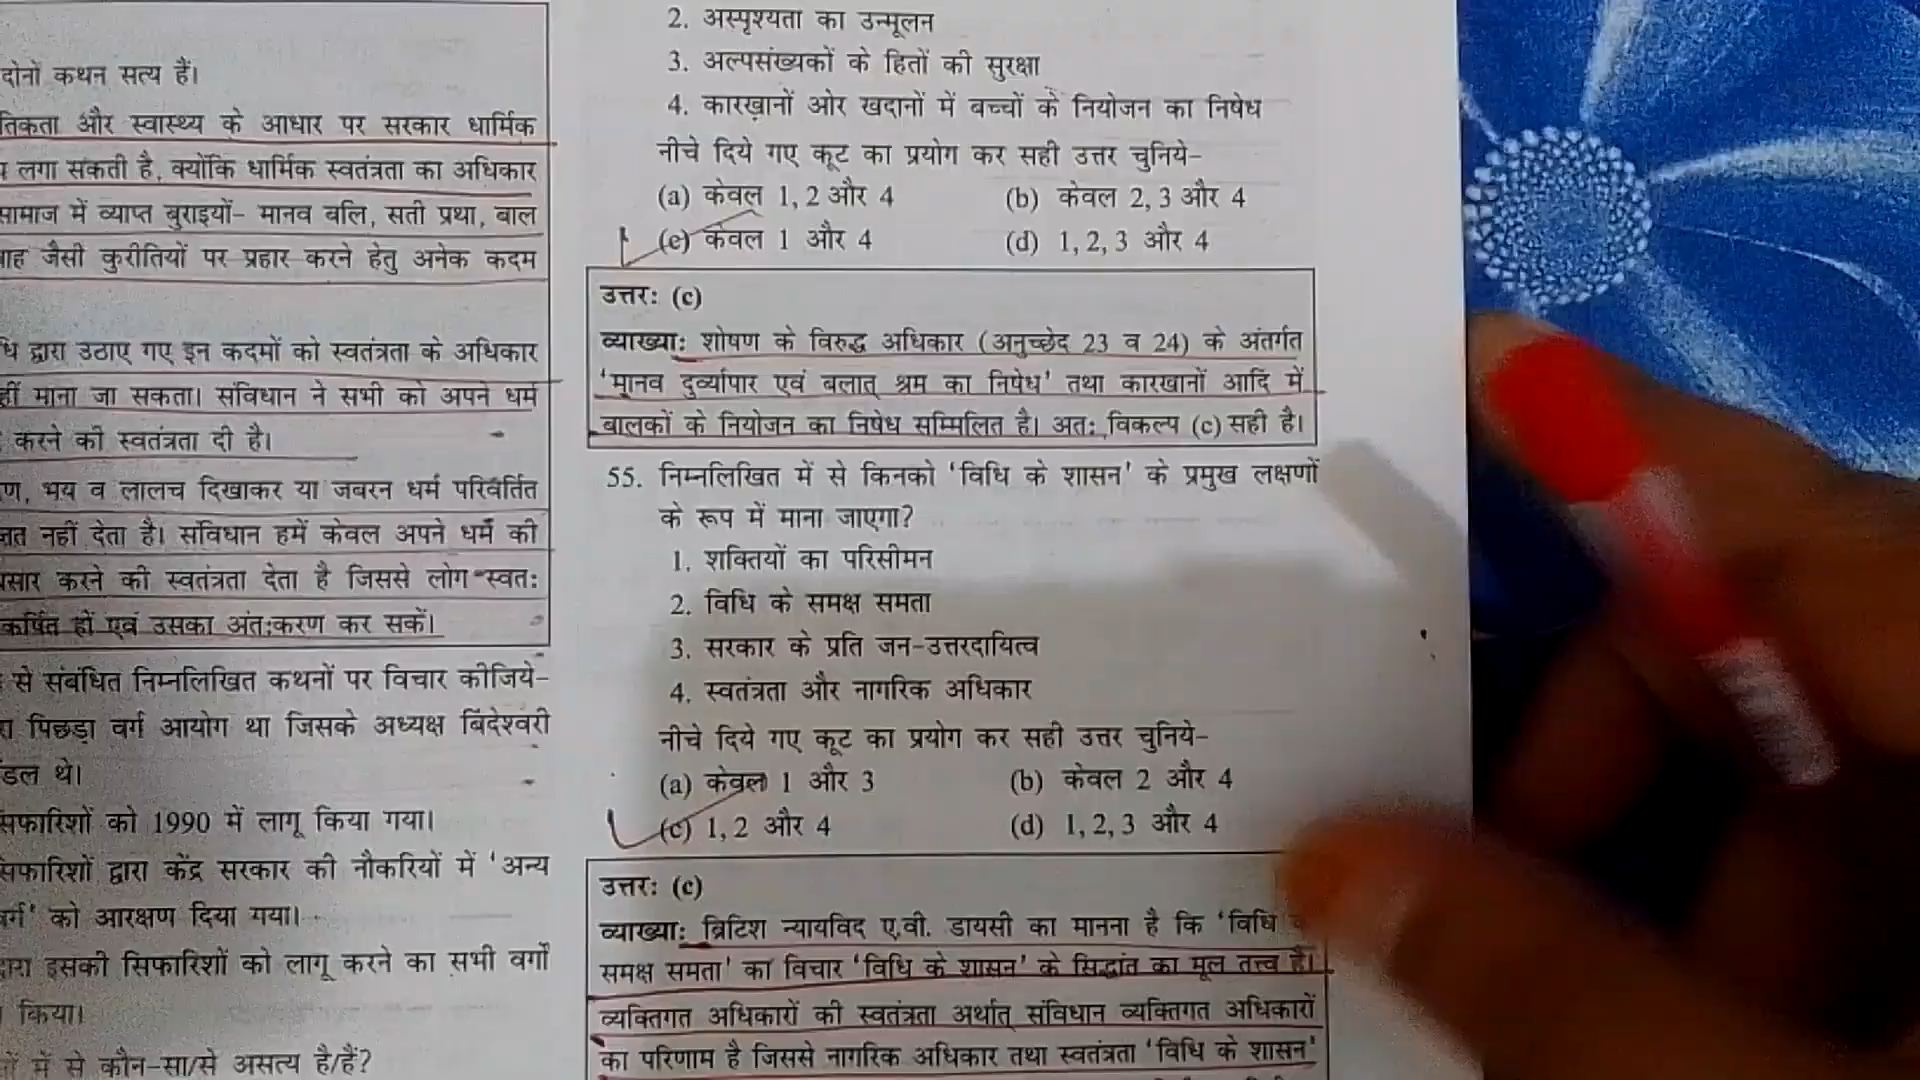 दोनों कथन सत्य हैं।
और स्वास्थ्य के आधार पर सरकार धार्मिक
लगा सकती है, क्योंकि धार्मिक स्वतंत्रता का अधिकार
में व्याप्त बुराइयों- मानव बलि, सती प्रथा, बाल
जैसी कुरीतियों पर प्रहार करने हेतु अनेक कदम
द्वारा उठाए गए इन कदमों को स्वतंत्रता के अधिकार
माना जा सकता। संविधान ने सभी को अपने धर्म
करने की स्वतंत्रता दी है।
भय व लालच दिखाकर या जबरन धर्म परिवर्तित
नहीं देता है। संविधान हमें केवल अपने धर्म की
करने की स्वतंत्रता देता है जिससे लोग स्वतः
हों एवं उसका अंतःकरण कर सकें।
से संबंधित निम्नलिखित कथनों पर विचार कीजिये-
पिछड़ा वर्ग आयोग था जिसके अध्यक्ष बिंदेश्वरी
थे।
को 1990 में लागू किया गया।
द्वारा केंद्र सरकार की नौकरियों में 'अन्य
को आरक्षण दिया गया।
इसकी सिफारिशों को लागू करने का सभी वर्गों
किया।
में से कौन-सा/से असत्य है/हैं?
2. अस्पृश्यता का उन्मूलन
3. अल्पसंख्यकों के हितों की सुरक्षा
4. कारख़ानों ओर खदानों में बच्चों के नियोजन का निषेध
नीचे दिये गए कूट का प्रयोग कर सही उत्तर चुनिये-
(a) केवल 1, 2 और 4 (b) केवल 2, 3 और 4
(c) केवल 1 और 4 (d) 1, 2, 3 और 4
उत्तरः (c)
व्याख्याः शोषण के विरुद्ध अधिकार (अनुच्छेद 23 व 24) के अंतर्गत
'मानव दुर्व्यापार एवं बलात् श्रम का निषेध' तथा कारखानों आदि में
बालकों के नियोजन का निषेध सम्मिलित है। अतः विकल्प (c) सही है।
55. निम्नलिखित में से किनको 'विधि के शासन' के प्रमुख लक्षणों
के रूप में माना जाएगा?
1. शक्तियों का परिसीमन
2. विधि के समक्ष समता
3. सरकार के प्रति जन-उत्तरदायित्व
4. स्वतंत्रता और नागरिक अधिकार
नीचे दिये गए कूट का प्रयोग कर सही उत्तर चुनिये-
(a) केवल 1 और 3 (b) केवल 2 और 4
(c) 1, 2 और 4 (d) 1, 2, 3 और 4
उत्तरः (c)
व्याख्याः ब्रिटिश न्यायविद ए.वी. डायसी का मानना है कि 'विधि
समक्ष समता' का विचार 'विधि के शासन' के सिद्धांत का मूल तत्त्व है।
व्यक्तिगत अधिकारों की स्वतंत्रता अर्थात् संविधान व्यक्तिगत अधिकारों
का परिणाम है जिससे नागरिक अधिकार तथा स्वतंत्रता 'विधि के शासन'